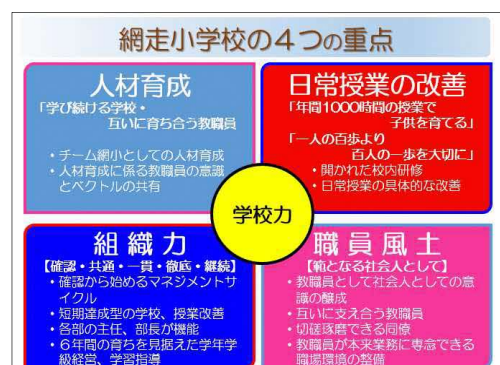 網走小学校の４つの重点
人材育成
「学び続ける学校・
互いに育ち合う教職員
・チーム網小としての人材育成
・人材育成に係る教職員の意識
とベクトルの共有
日常授業の改善
「年間1000時間の授業で
子供を育てる」
「一人の百歩より
百人の一歩を大切に」
・開かれた校内研修
・日常授業の具体的な改善
学校力
組織力
【確認・共通・一貫・徹底・継続】
・確認から始めるマネジメントサ
イクル
・短期達成型の学校、授業改善
・各部の主任、部長が機能
・６年間の育ちを見据えた学年学
級経営、学習指導
職員風土
【範となる社会人として】
・教職員として社会人としての意
識の醸成
・互いに支え合う教職員
・切磋琢磨できる同僚
・教職員が本来業務に専念できる
職場環境の整備